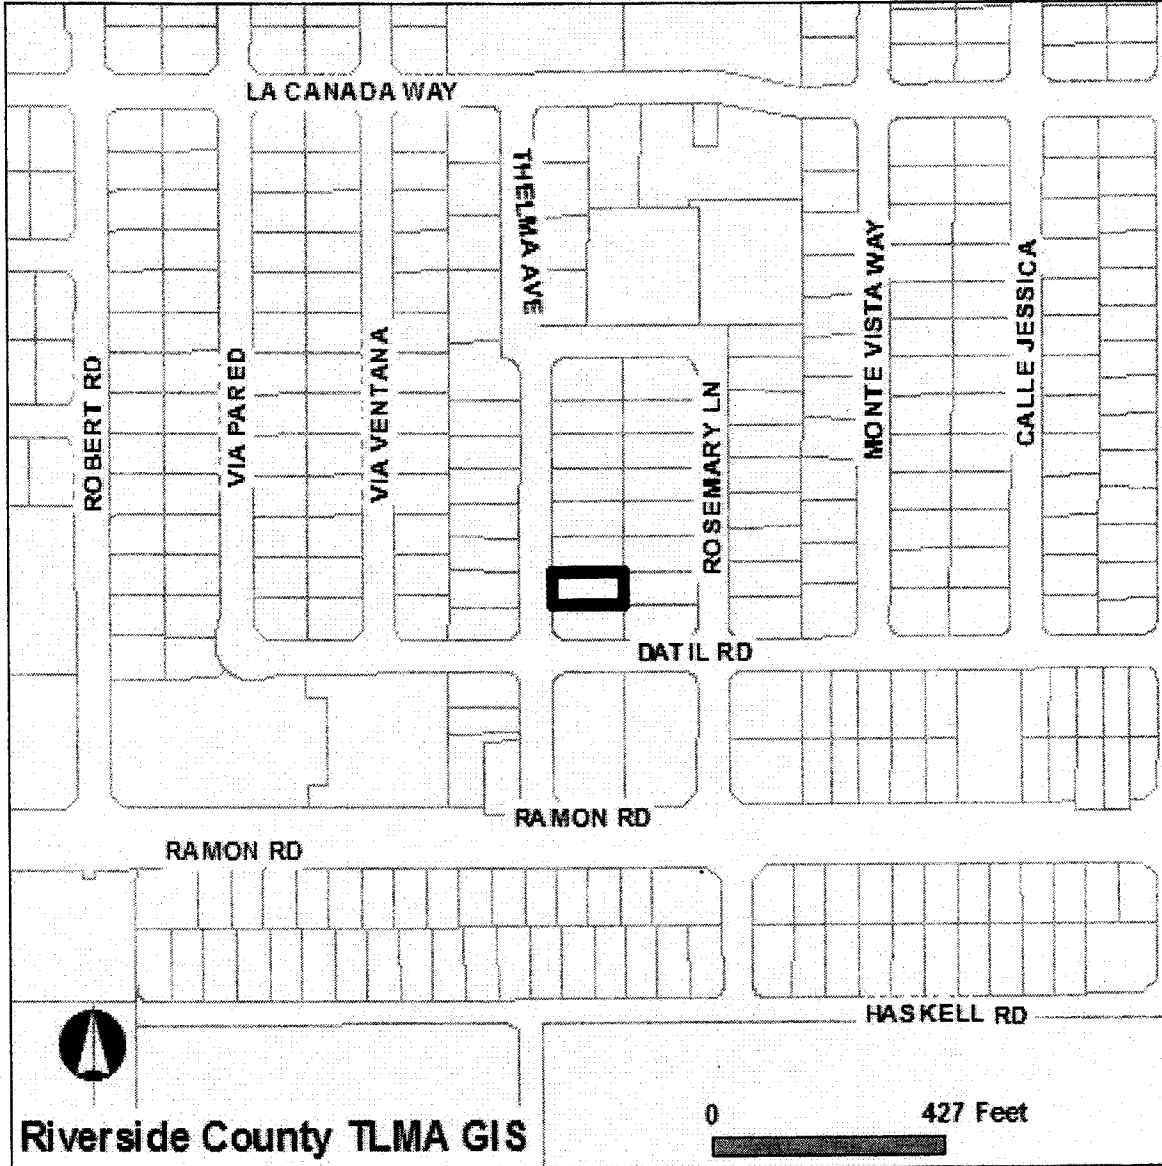 LA CANADA WAY
THELMA AVE
ROBERT RD
VIA PARED
VIA VENTANA
ROSEMARY LN
MONTE VISTA WAY
CALLE JESSICA
DATIL RD
RAMON RD
RAMON RD
HASKELL RD
0 427 Feet
Riverside County TLMA GIS